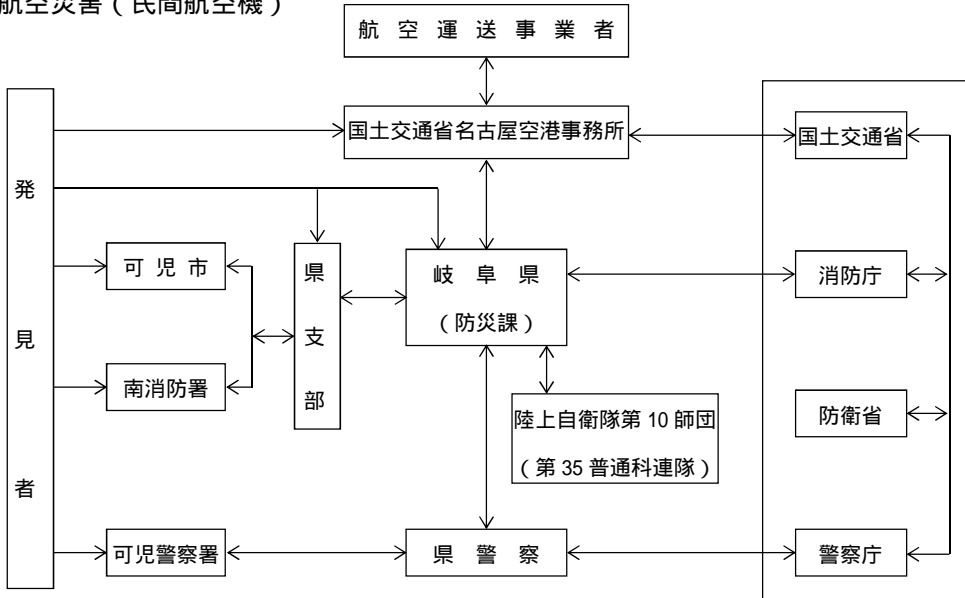 航空災害（民間航空機）
航空運送事業者
国土交通省名古屋空港事務所
国土交通省
発見者
可児市
県支部
岐阜県
（防災課）
消防庁
南消防署
陸上自衛隊第10師団
（第35普通科連隊）
防衛省
可児警察署
県警察
警察庁